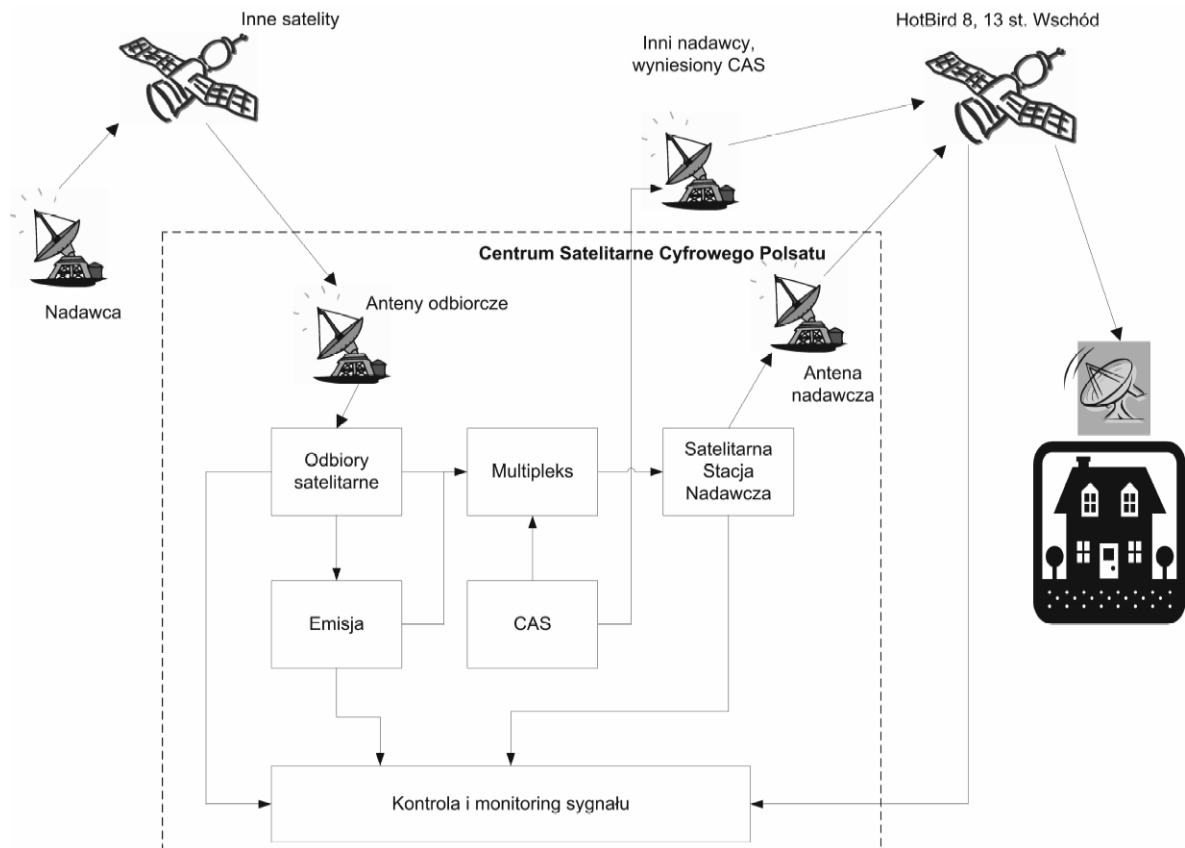 Inne satelity
HotBird 8, 13 st. Wschód
Inni nadawcy,
wyniesiony CAS
Centrum Satelitarne Cyfrowego Polsatu
Nadawca
Anteny odbiorcze
Antena
nadawcza
Odbiory
satelitarne
Multipleks
Satelitarna
Stacja
Nadawcza
Emisja
CAS
Kontrola i monitoring sygnału